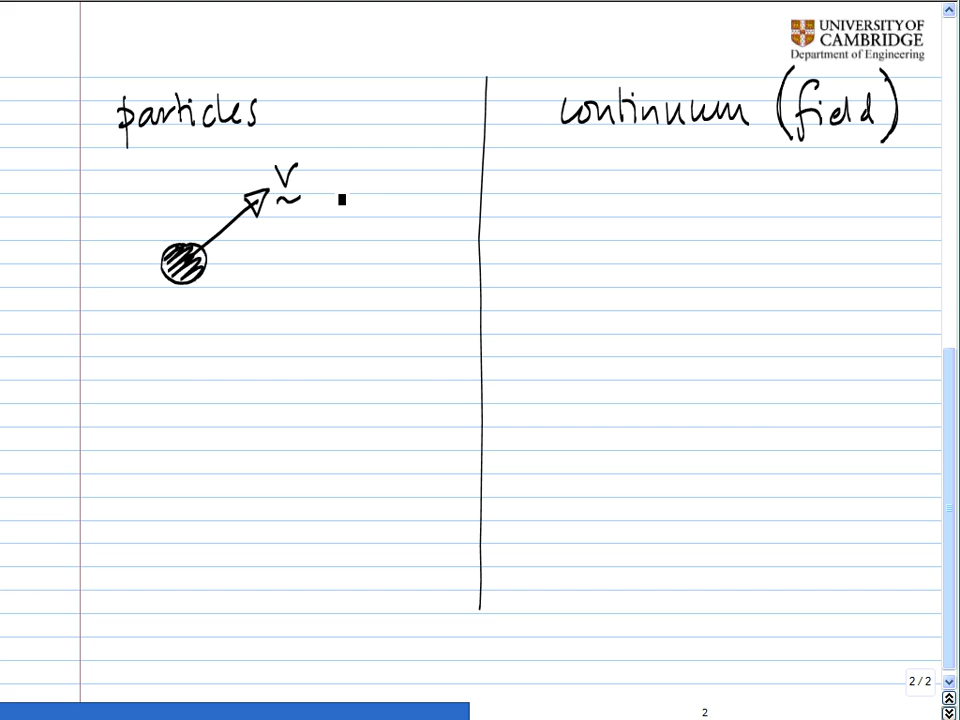 UNIVERSITY OF
CAMBRIDGE
Department of Engineering
particles
continuum (field)
v
2 / 2
2